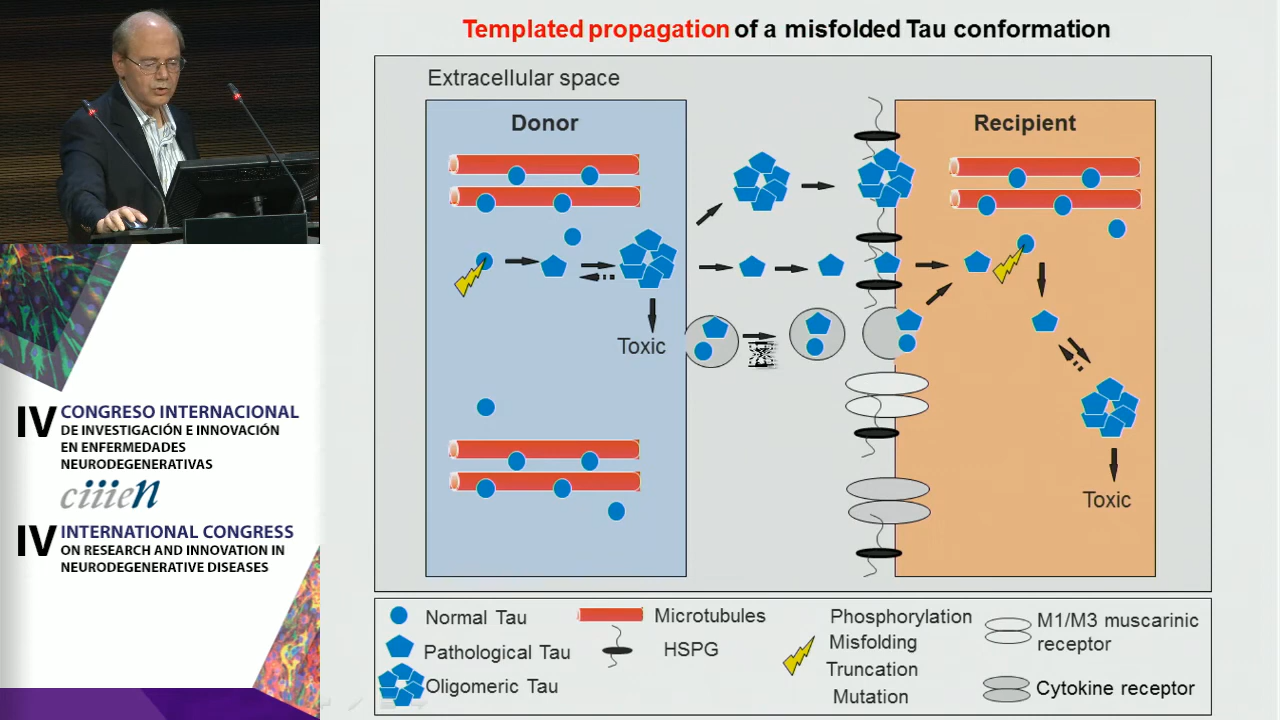 Templated propagation of a misfolded Tau conformation
Extracellular space
Donor
Recipient
Toxic
Toxic
Normal Tau
Pathological Tau
Oligomeric Tau
Microtubules
HSPG
Phosphorylation
Misfolding
Truncation
Mutation
M1/M3 muscarinic
receptor
Cytokine receptor
IV CONGRESO INTERNACIONAL
DE INVESTIGACIÓN E INNOVACIÓN
EN ENFERMEDADES
NEURODEGENERATIVAS
ciiien
IV INTERNATIONAL CONGRESS
ON RESEARCH AND INNOVATION IN
NEURODEGENERATIVE DISEASES